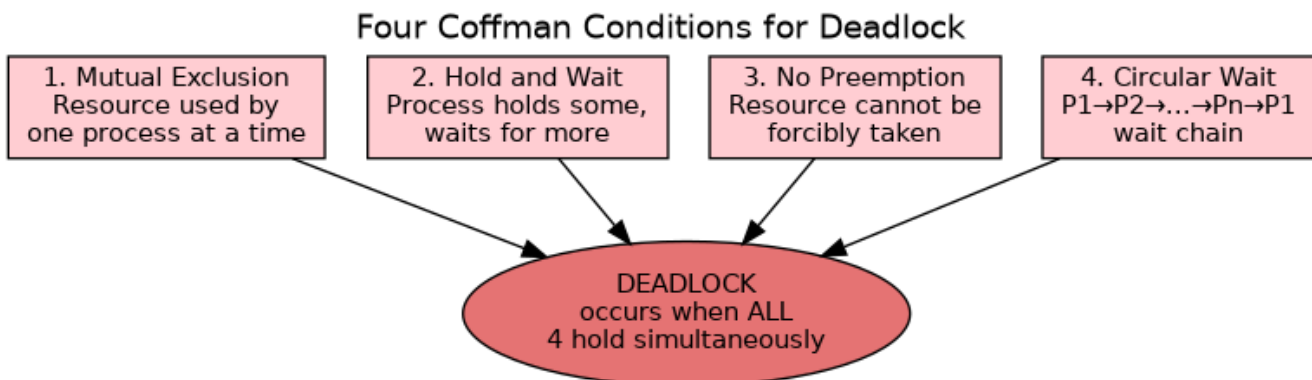 Four Coffman Conditions for Deadlock
1. Mutual Exclusion
Resource used by
one process at a time
2. Hold and Wait
Process holds some,
waits for more
3. No Preemption
Resource cannot be
forcibly taken
4. Circular Wait
P1→P2→...→Pn→P1
wait chain
DEADLOCK
occurs when ALL
4 hold simultaneously